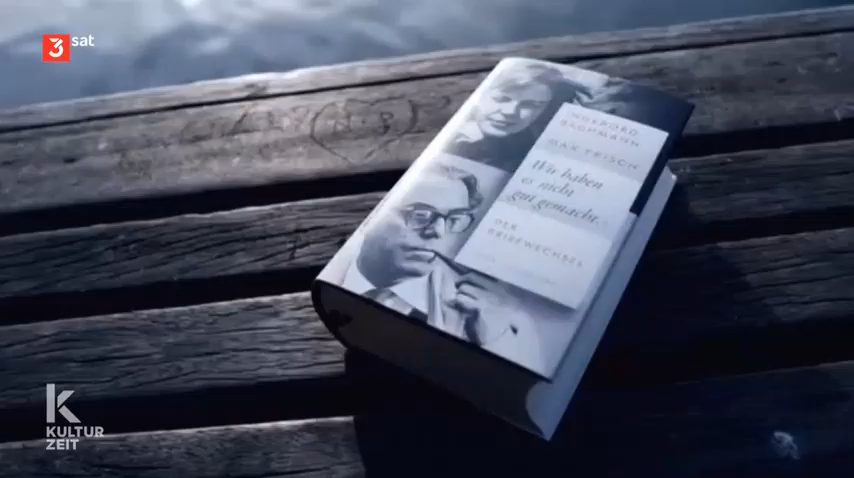 3sat
INGEBORG
BACHMANN
MAX FRISCH
Wir haben
es nicht
gut gemacht.
DER
BRIEFWECHSEL
KULTUR
ZEIT